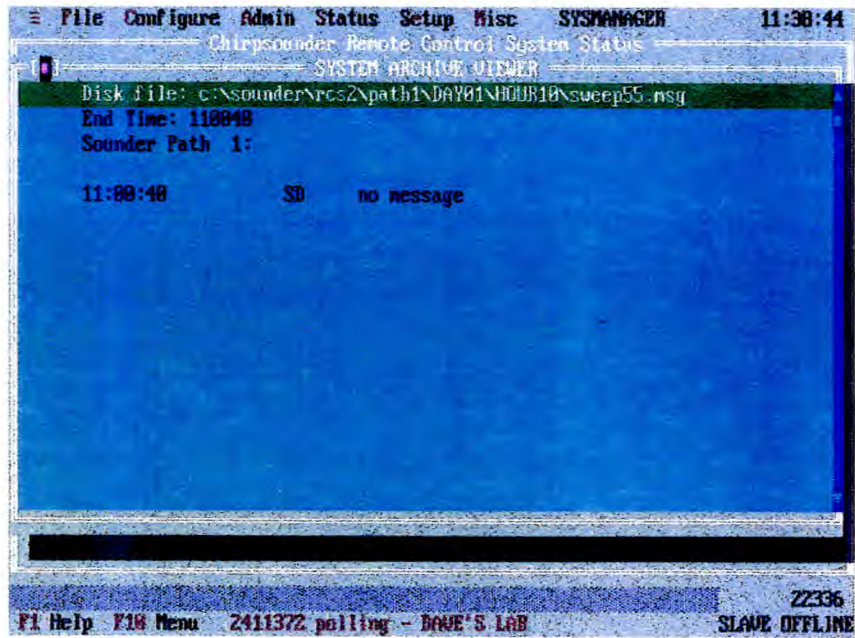 ≡ File Configure Admin Status Setup Misc SYSMANAGER 11:38:44
Chirpsounder Remote Control System Status
SYSTEM ARCHIVE VIEWER
Disk file: c:\sounder\rcs2\path1\DAY01\HOUR10\sweep55.msg
End Time: 110040
Sounder Path 1:
11:00:40 SD no message
22336
F1 Help F10 Menu 2411372 polling - DAVE'S LAB SLAVE OFFLINE